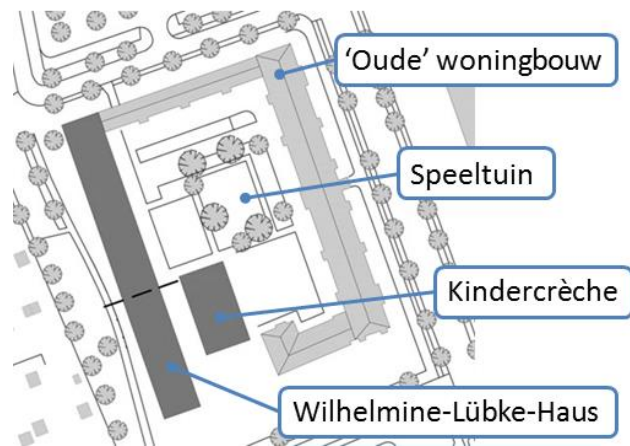 ‘Oude’ woningbouw
Speeltuin
Kindercrèche
Wilhelmine-Lübke-Haus